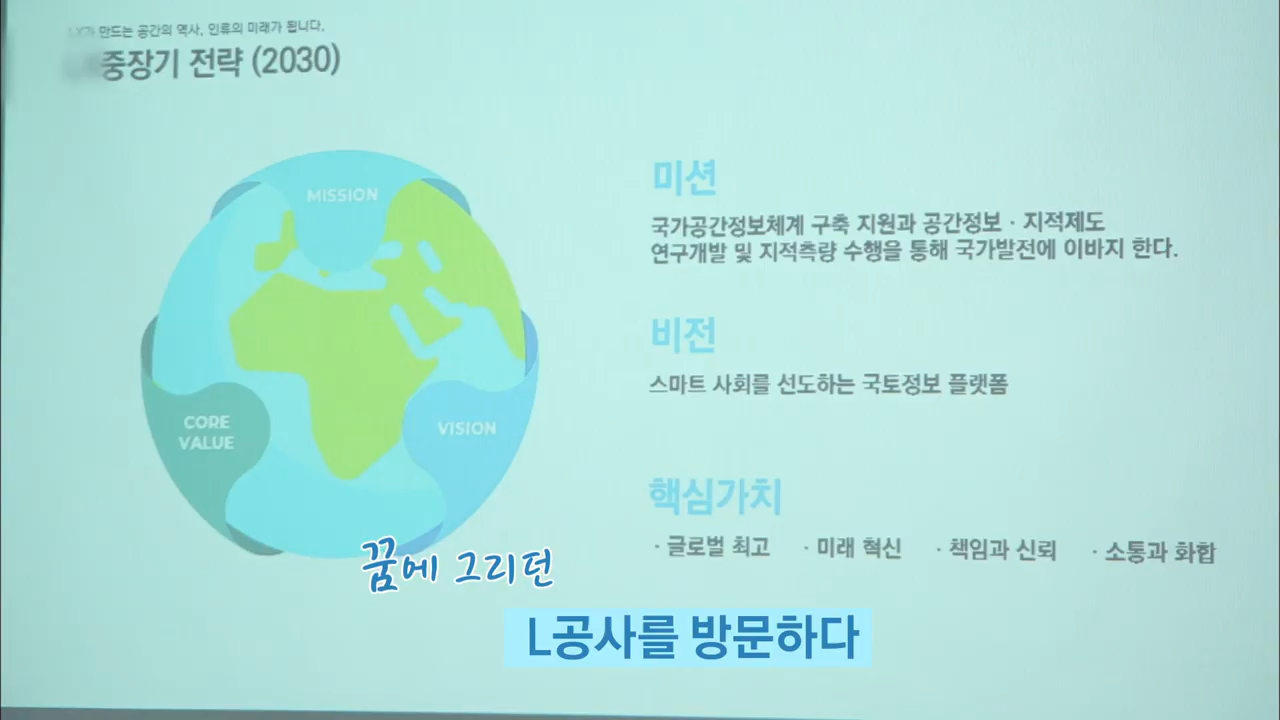 만드는 공간의 역사, 인류의 미래가 됩니다.
중장기 전략 (2030)
MISSION
CORE
VALUE
VISION
미션
국가공간정보체계 구축 지원과 공간정보 · 지적제도
연구개발 및 지적측량 수행을 통해 국가발전에 이바지 한다.
비전
스마트 사회를 선도하는 국토정보 플랫폼
핵심가치
· 글로벌 최고 · 미래 혁신 · 책임과 신뢰 · 소통과 화합
꿈에 그리던
L공사를 방문하다